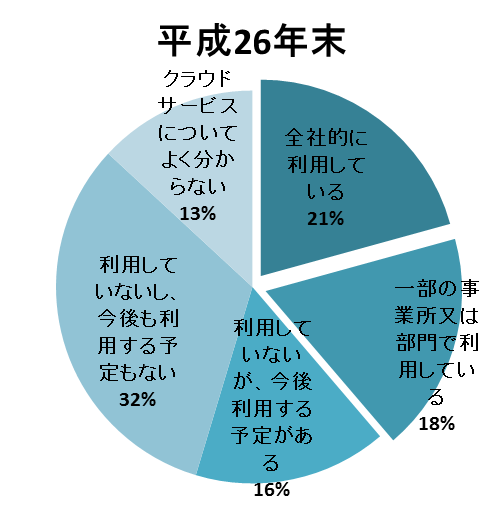 平成26年末
全社的に
利用して
いる
21%
一部の事
業所又は
部門で利
用してい
る
18%
利用して
いない
が、今後
利用する
予定があ
る
16%
利用して
いないし、
今後も利
用する予
定もない
32%
クラウド
サービス
について
よく分か
らない
13%